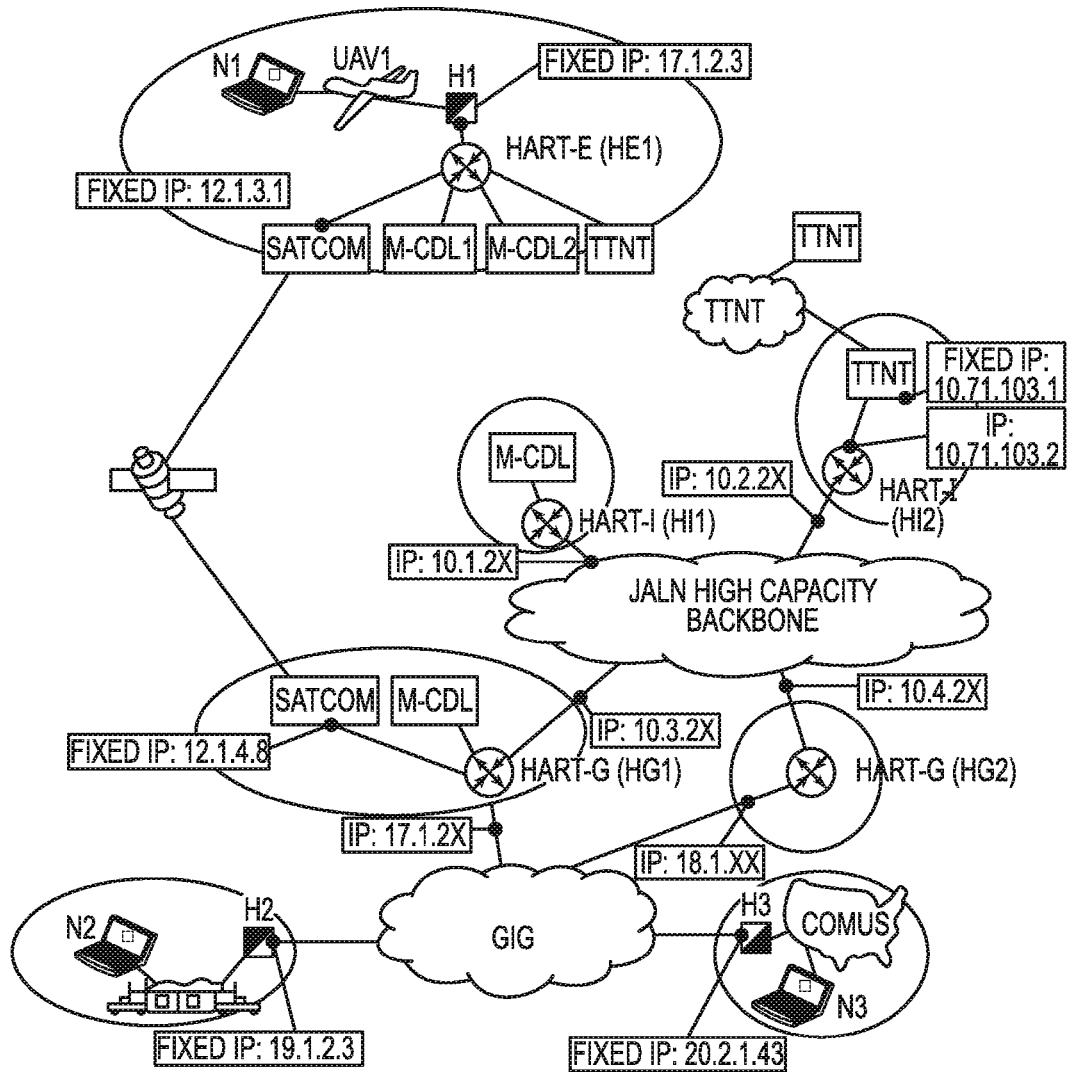 N1
UAV1
H1
FIXED IP: 17.1.2.3
HART-E (HE1)
FIXED IP: 12.1.3.1
SATCOM
M-CDL1
M-CDL2
TTNT
TTNT
TTNT
TTNT
FIXED IP:
10.71.103.1
IP:
10.71.103.2
M-CDL
IP: 10.2.2X
HART-I
(HI2)
HART-I (HI1)
IP: 10.1.2X
JALN HIGH CAPACITY
BACKBONE
SATCOM
M-CDL
IP: 10.4.2X
IP: 10.3.2X
FIXED IP: 12.1.4.8
HART-G (HG1)
HART-G (HG2)
IP: 17.1.2X
IP: 18.1.XX
N2
H2
GIG
H3
COMUS
N3
FIXED IP: 19.1.2.3
FIXED IP: 20.2.1.43